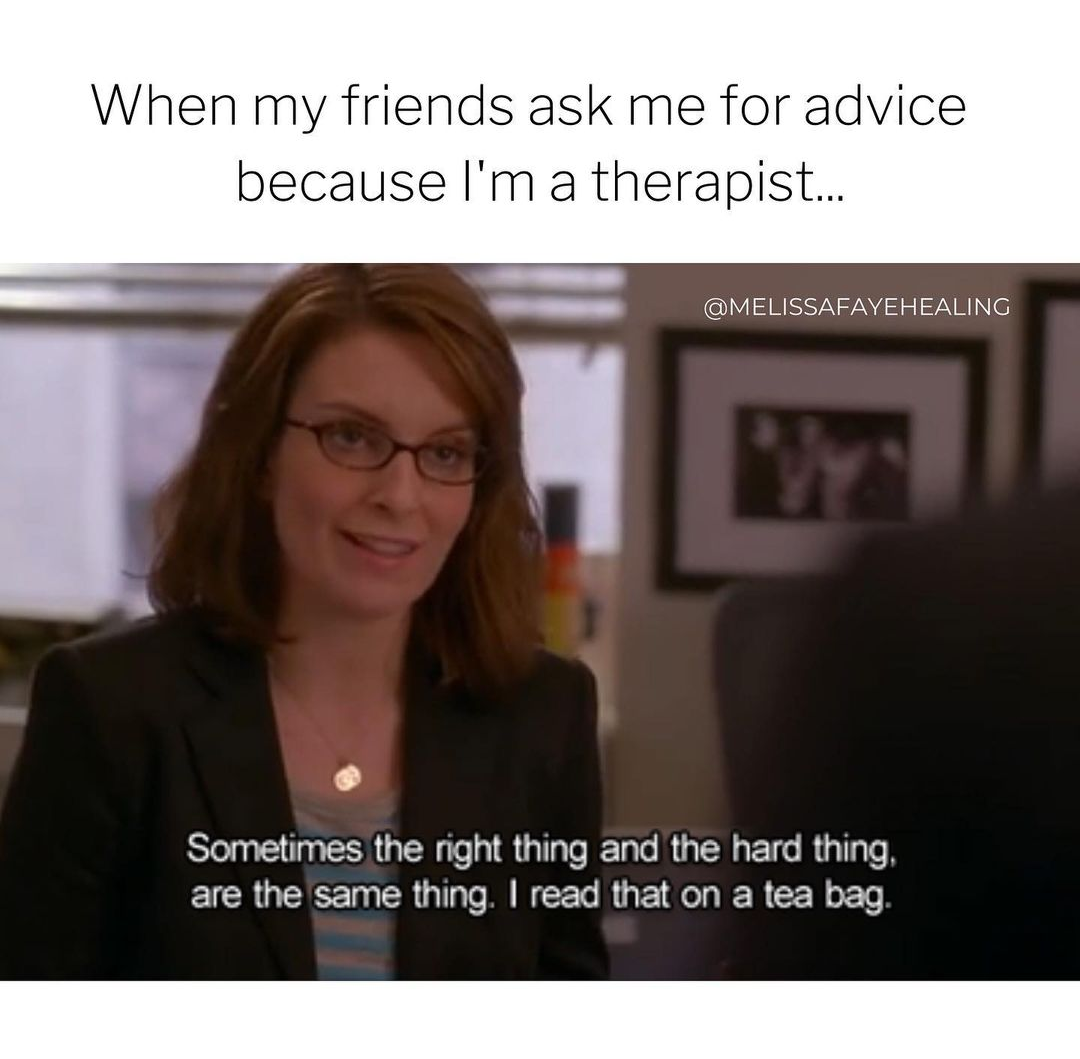 When my friends ask me for advice
because I'm a therapist...
@MELISSAFAYEHEALING
Sometimes the right thing and the hard thing,
are the same thing. I read that on a tea bag.